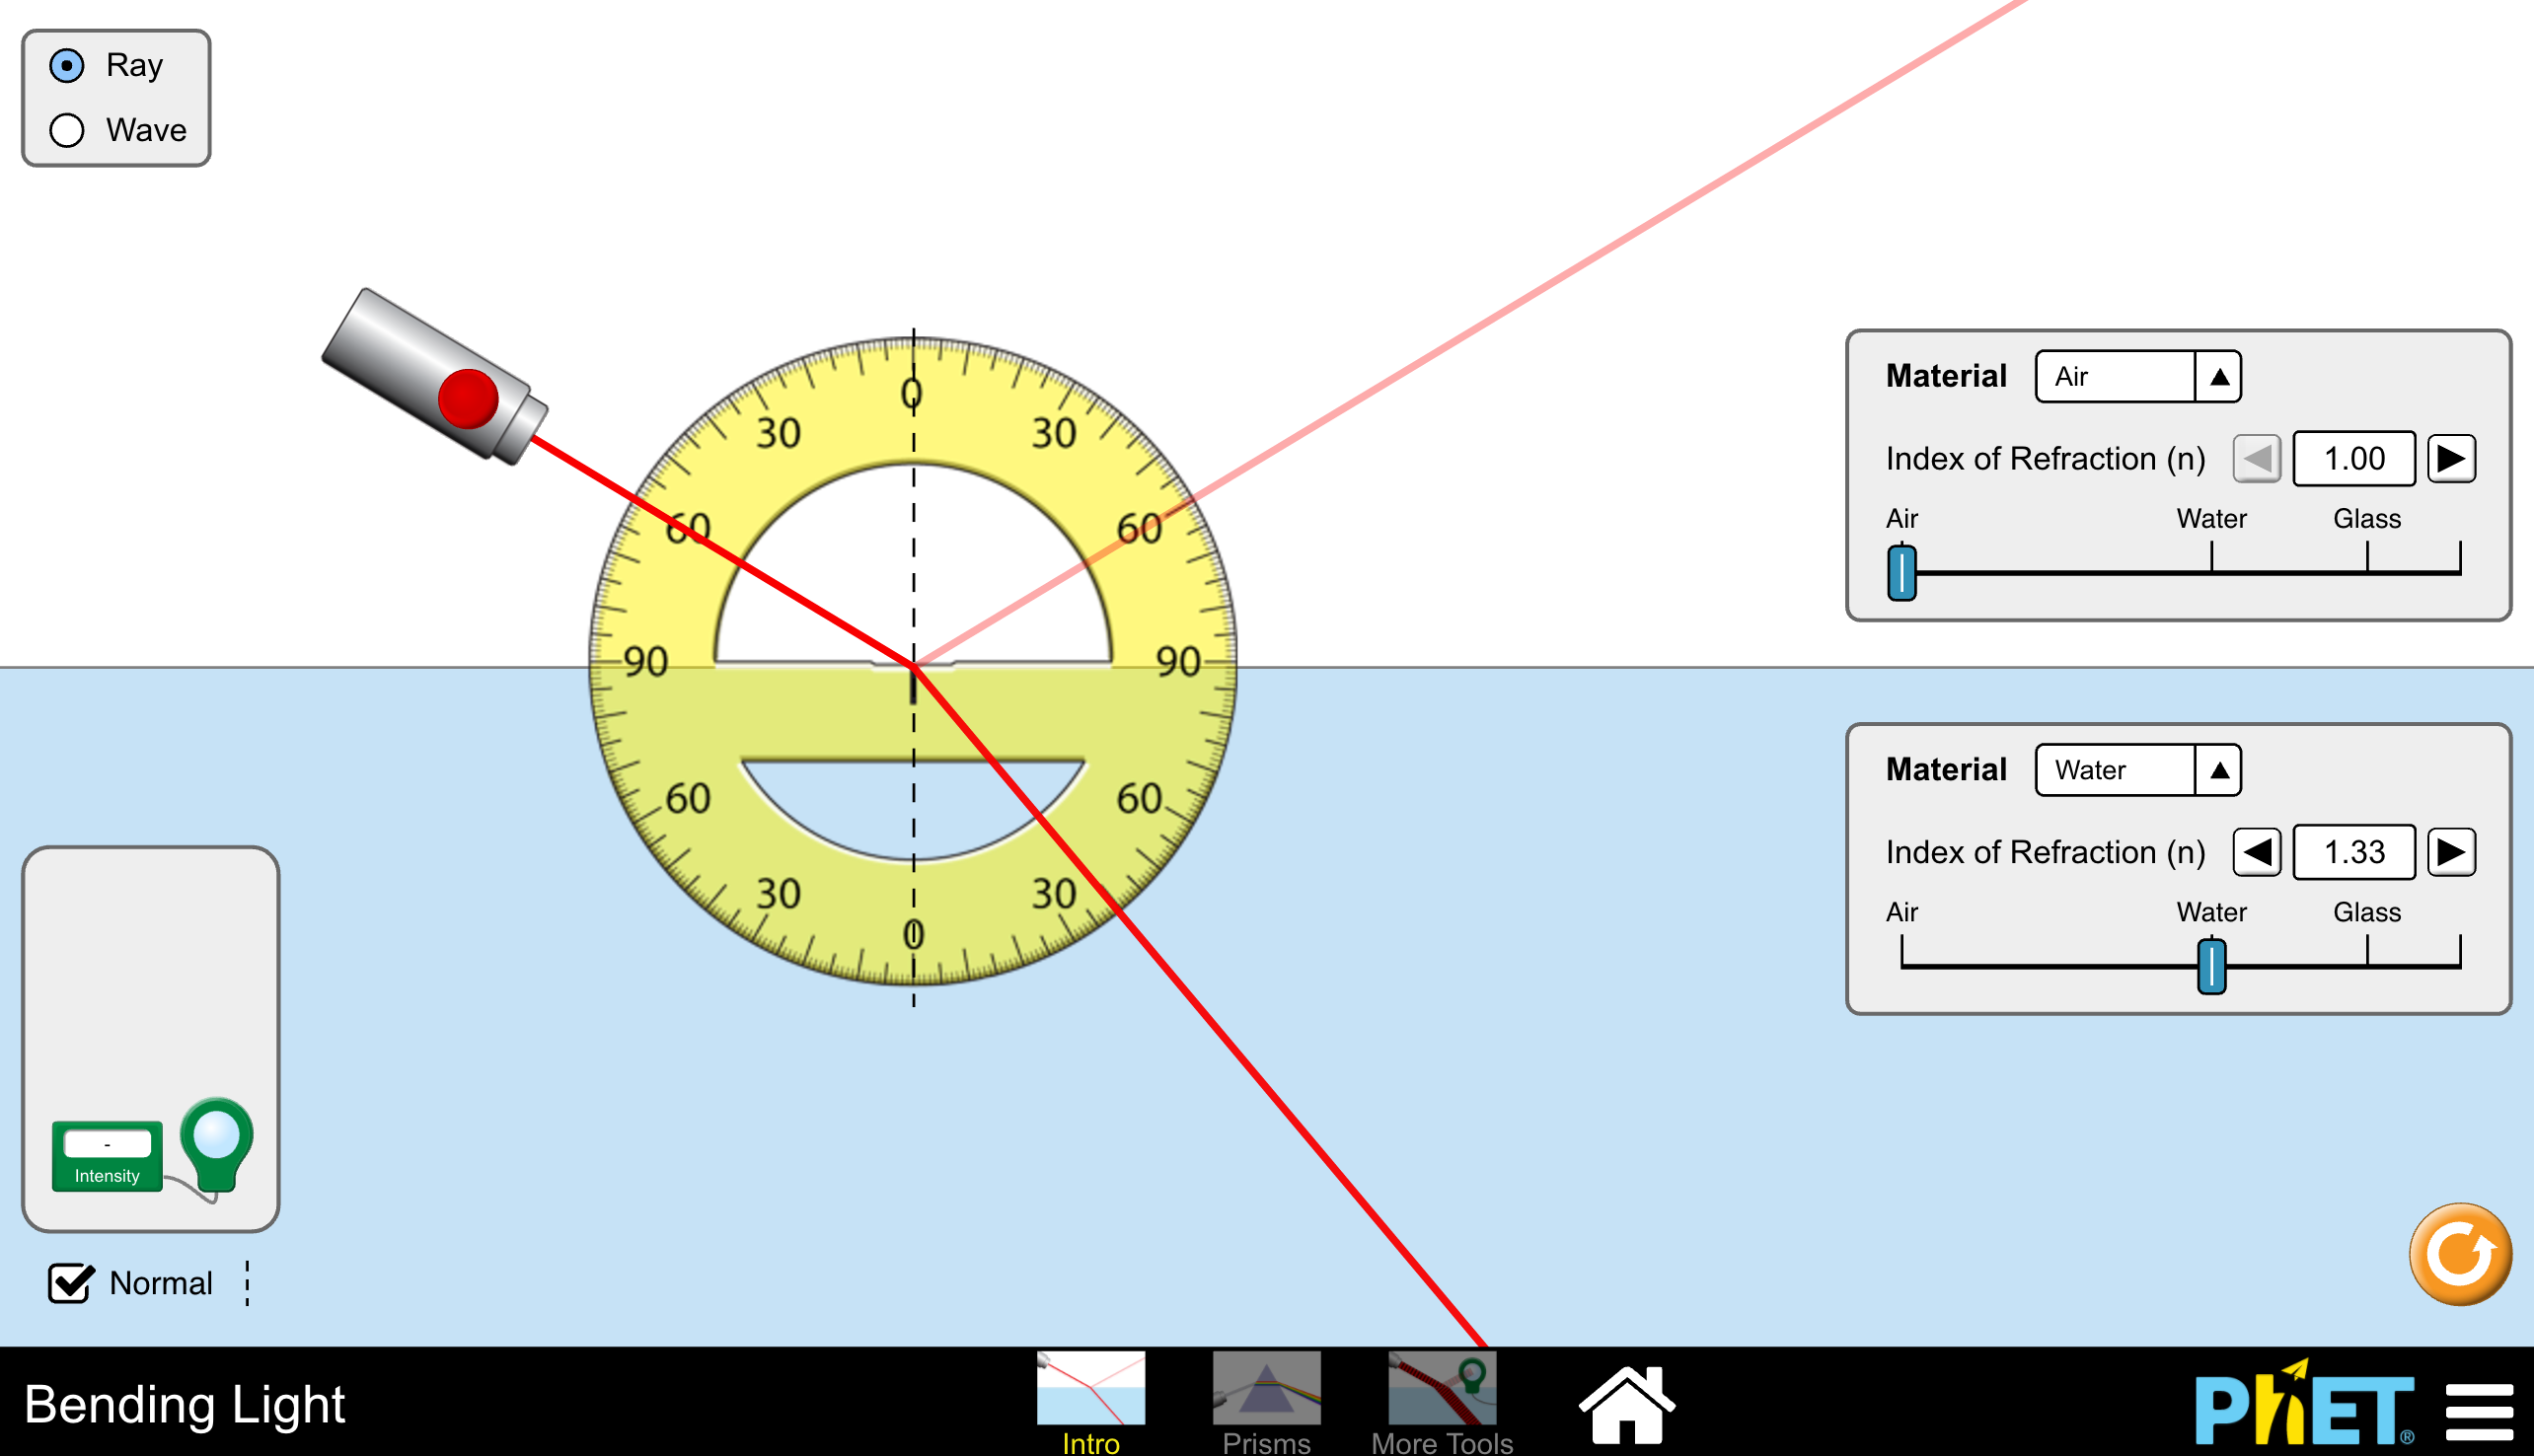 Ray
Wave
0
30 30
60 60
90 90
60 60
30 30
0
Material Air
Index of Refraction (n) 1.00
Air Water Glass
Material Water
Index of Refraction (n) 1.33
Air Water Glass
-
Intensity
Normal
Bending Light
Intro
Prisms
More Tools
PhET®